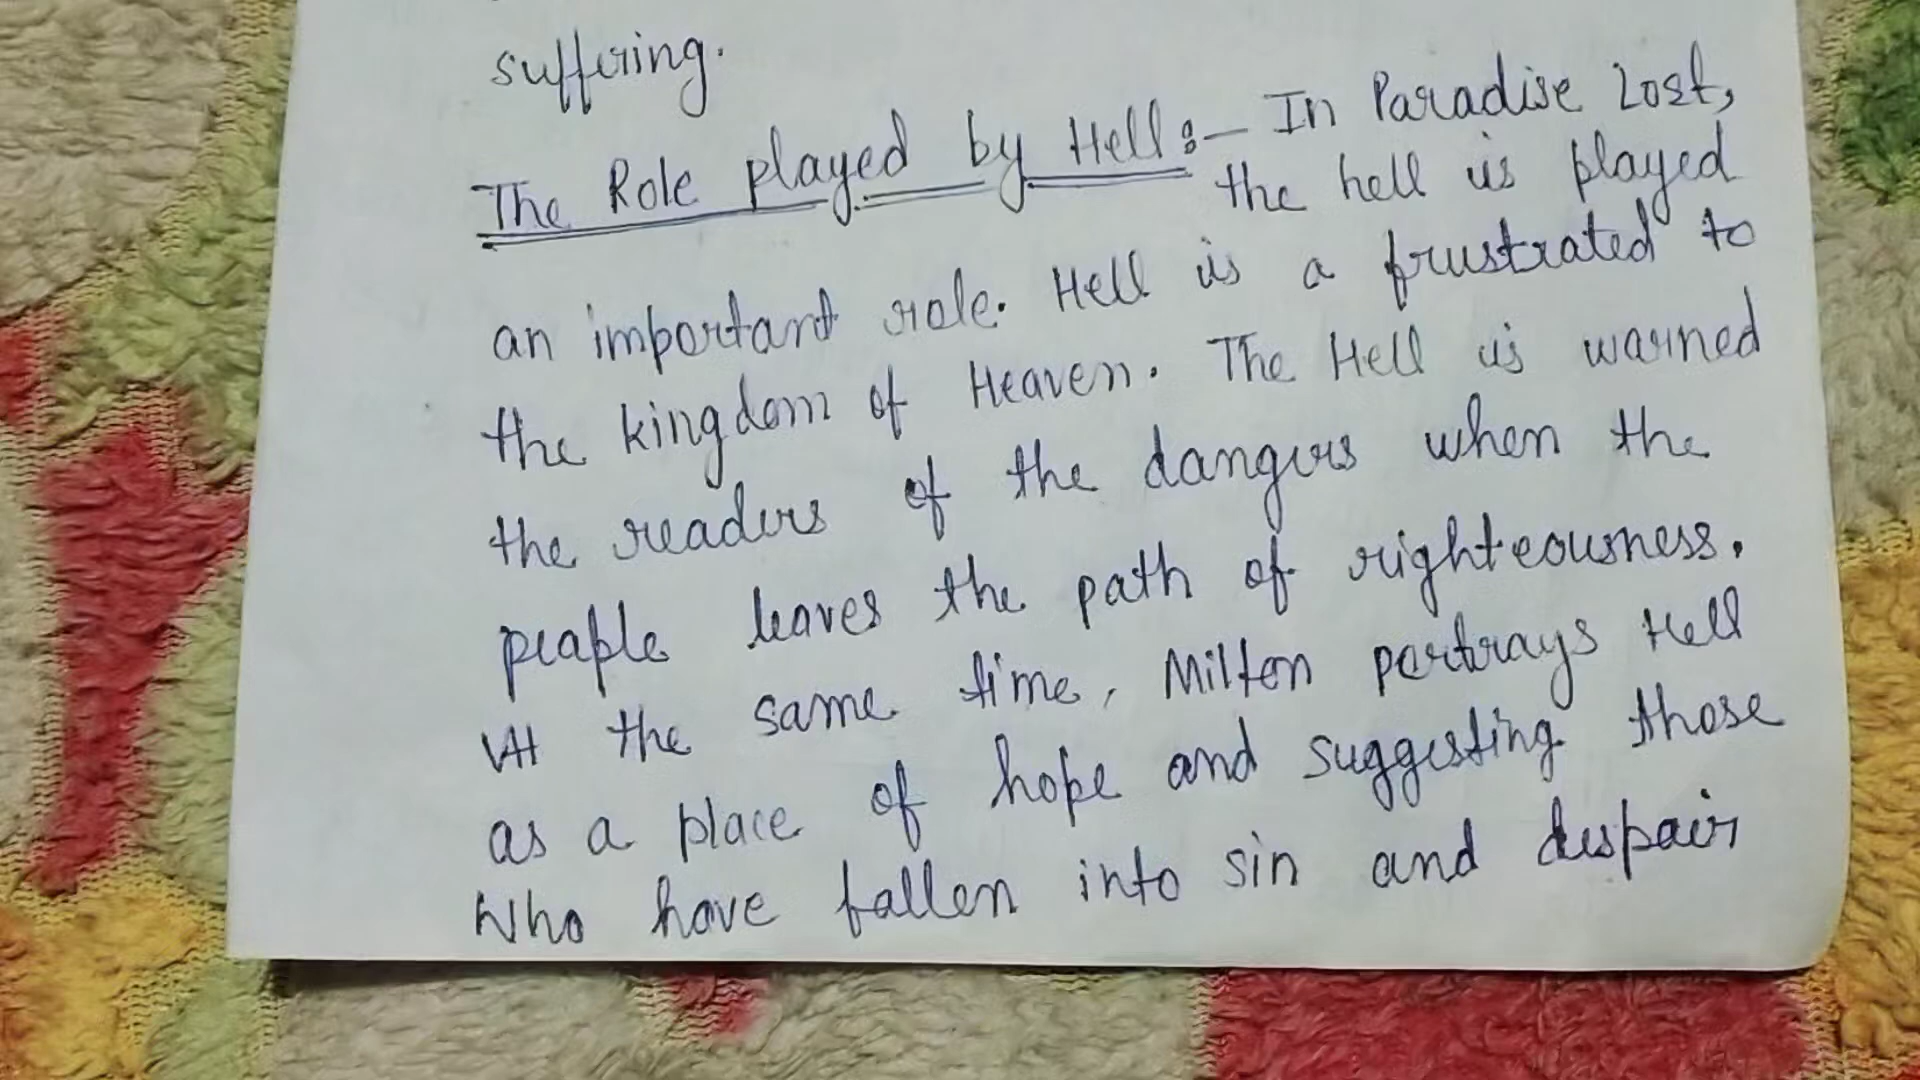 suffering.
The Role played by Hell :- In Paradise Lost,
the hell is played
an important role. Hell is a frustrated to
the kingdom of Heaven. The Hell is warned
the readers of the dangers when the
people leaves the path of righteousness.
At the same time, Milton portrays Hell
as a place of hope and suggesting those
who have fallen into sin and despair